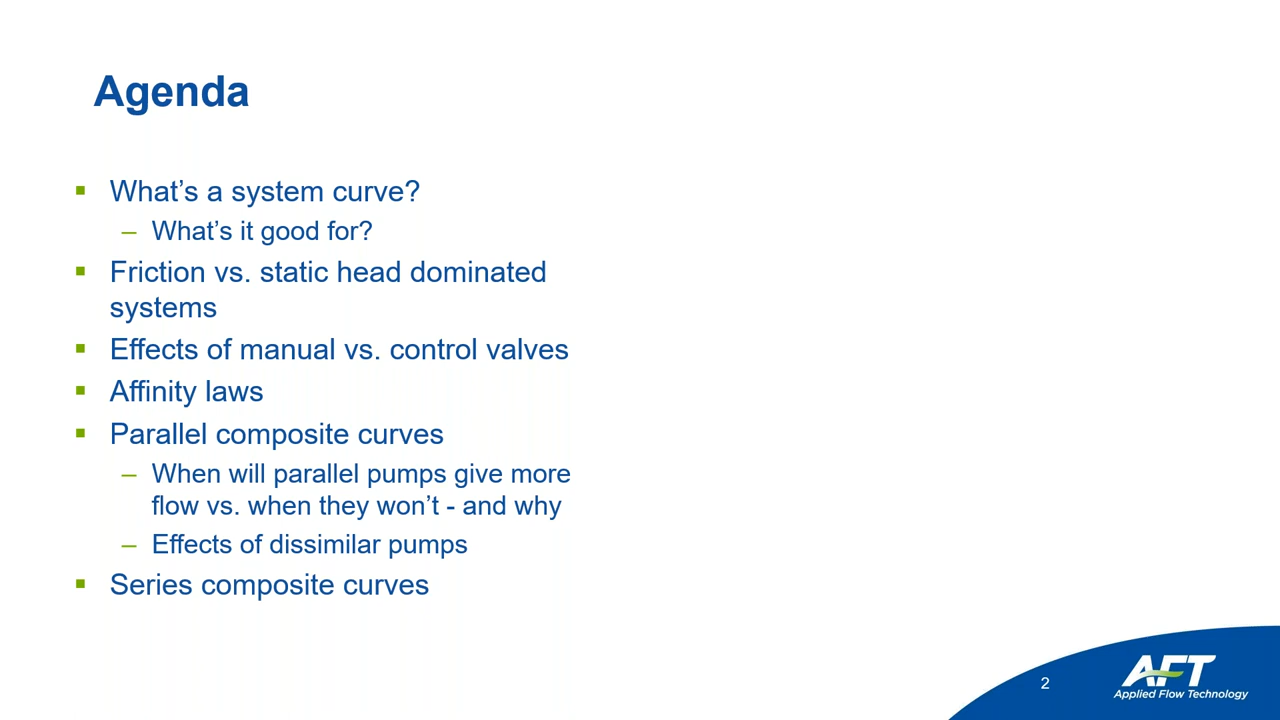 Agenda
▪ What’s a system curve?
– What’s it good for?
▪ Friction vs. static head dominated
systems
▪ Effects of manual vs. control valves
▪ Affinity laws
▪ Parallel composite curves
– When will parallel pumps give more
flow vs. when they won’t - and why
– Effects of dissimilar pumps
▪ Series composite curves
2
AFT
Applied Flow Technology